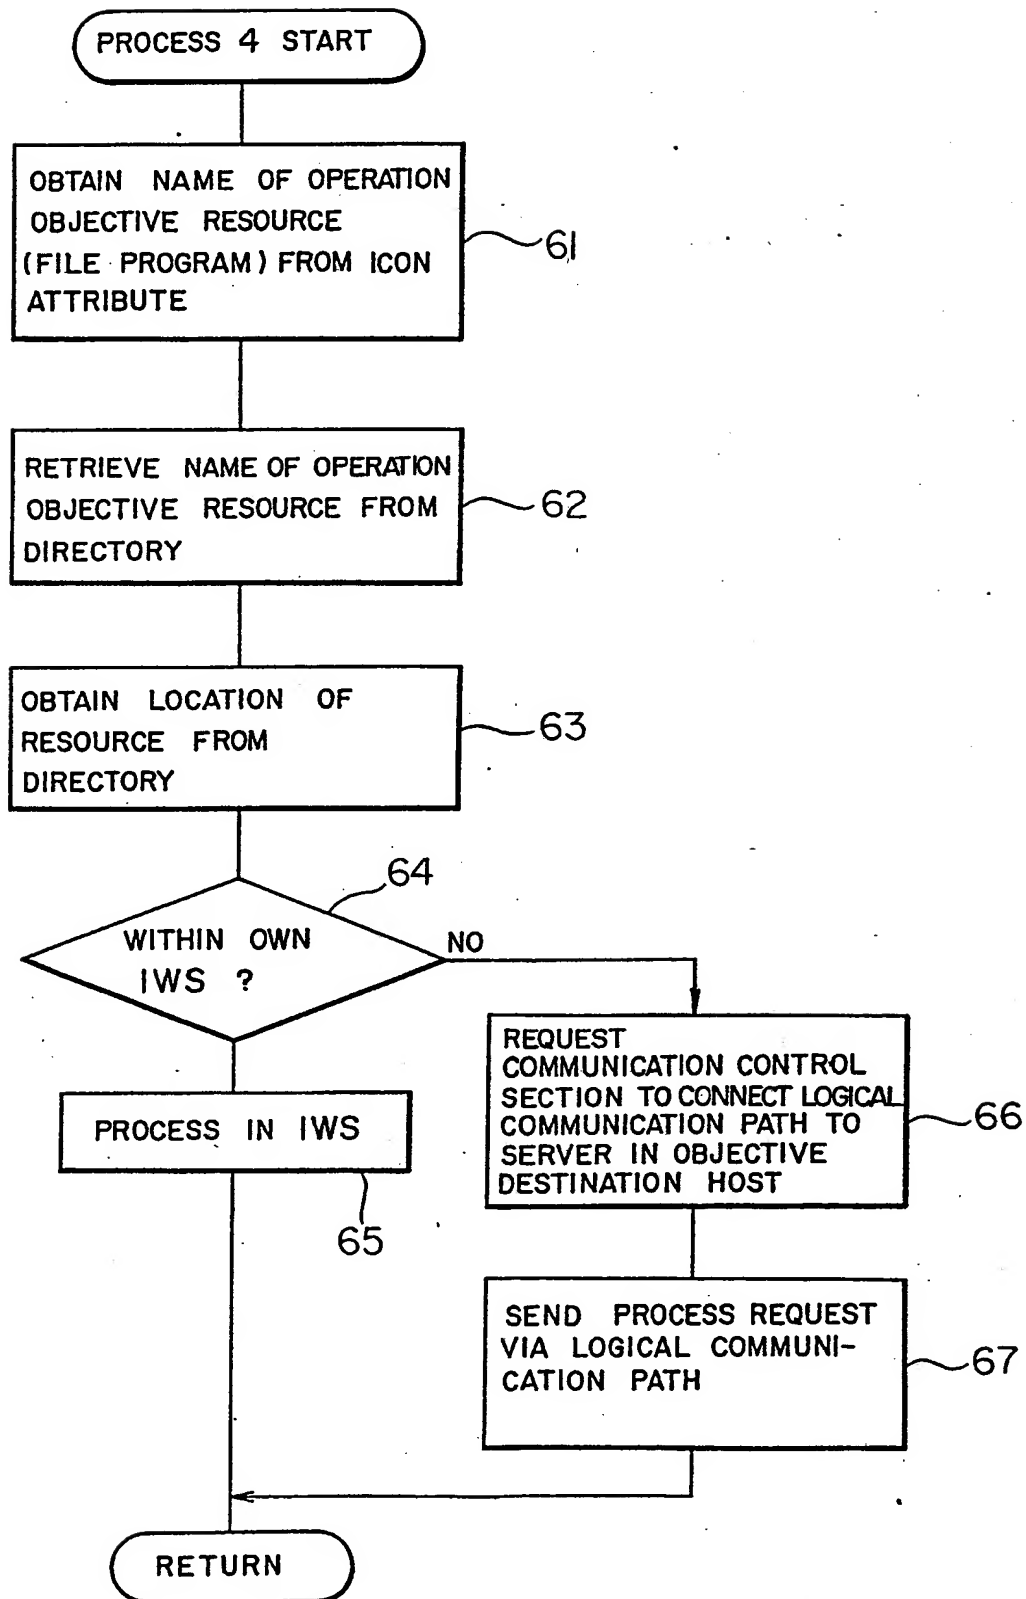 PROCESS 4 START
OBTAIN NAME OF OPERATION
OBJECTIVE RESOURCE
(FILE PROGRAM) FROM ICON
ATTRIBUTE
61
RETRIEVE NAME OF OPERATION
OBJECTIVE RESOURCE FROM
DIRECTORY
62
OBTAIN LOCATION OF
RESOURCE FROM
DIRECTORY
63
64
WITHIN OWN
IWS ?
NO
PROCESS IN IWS
65
REQUEST
COMMUNICATION CONTROL
SECTION TO CONNECT LOGICAL
COMMUNICATION PATH TO
SERVER IN OBJECTIVE
DESTINATION HOST
66
SEND PROCESS REQUEST
VIA LOGICAL COMMUNI-
CATION PATH
67
RETURN